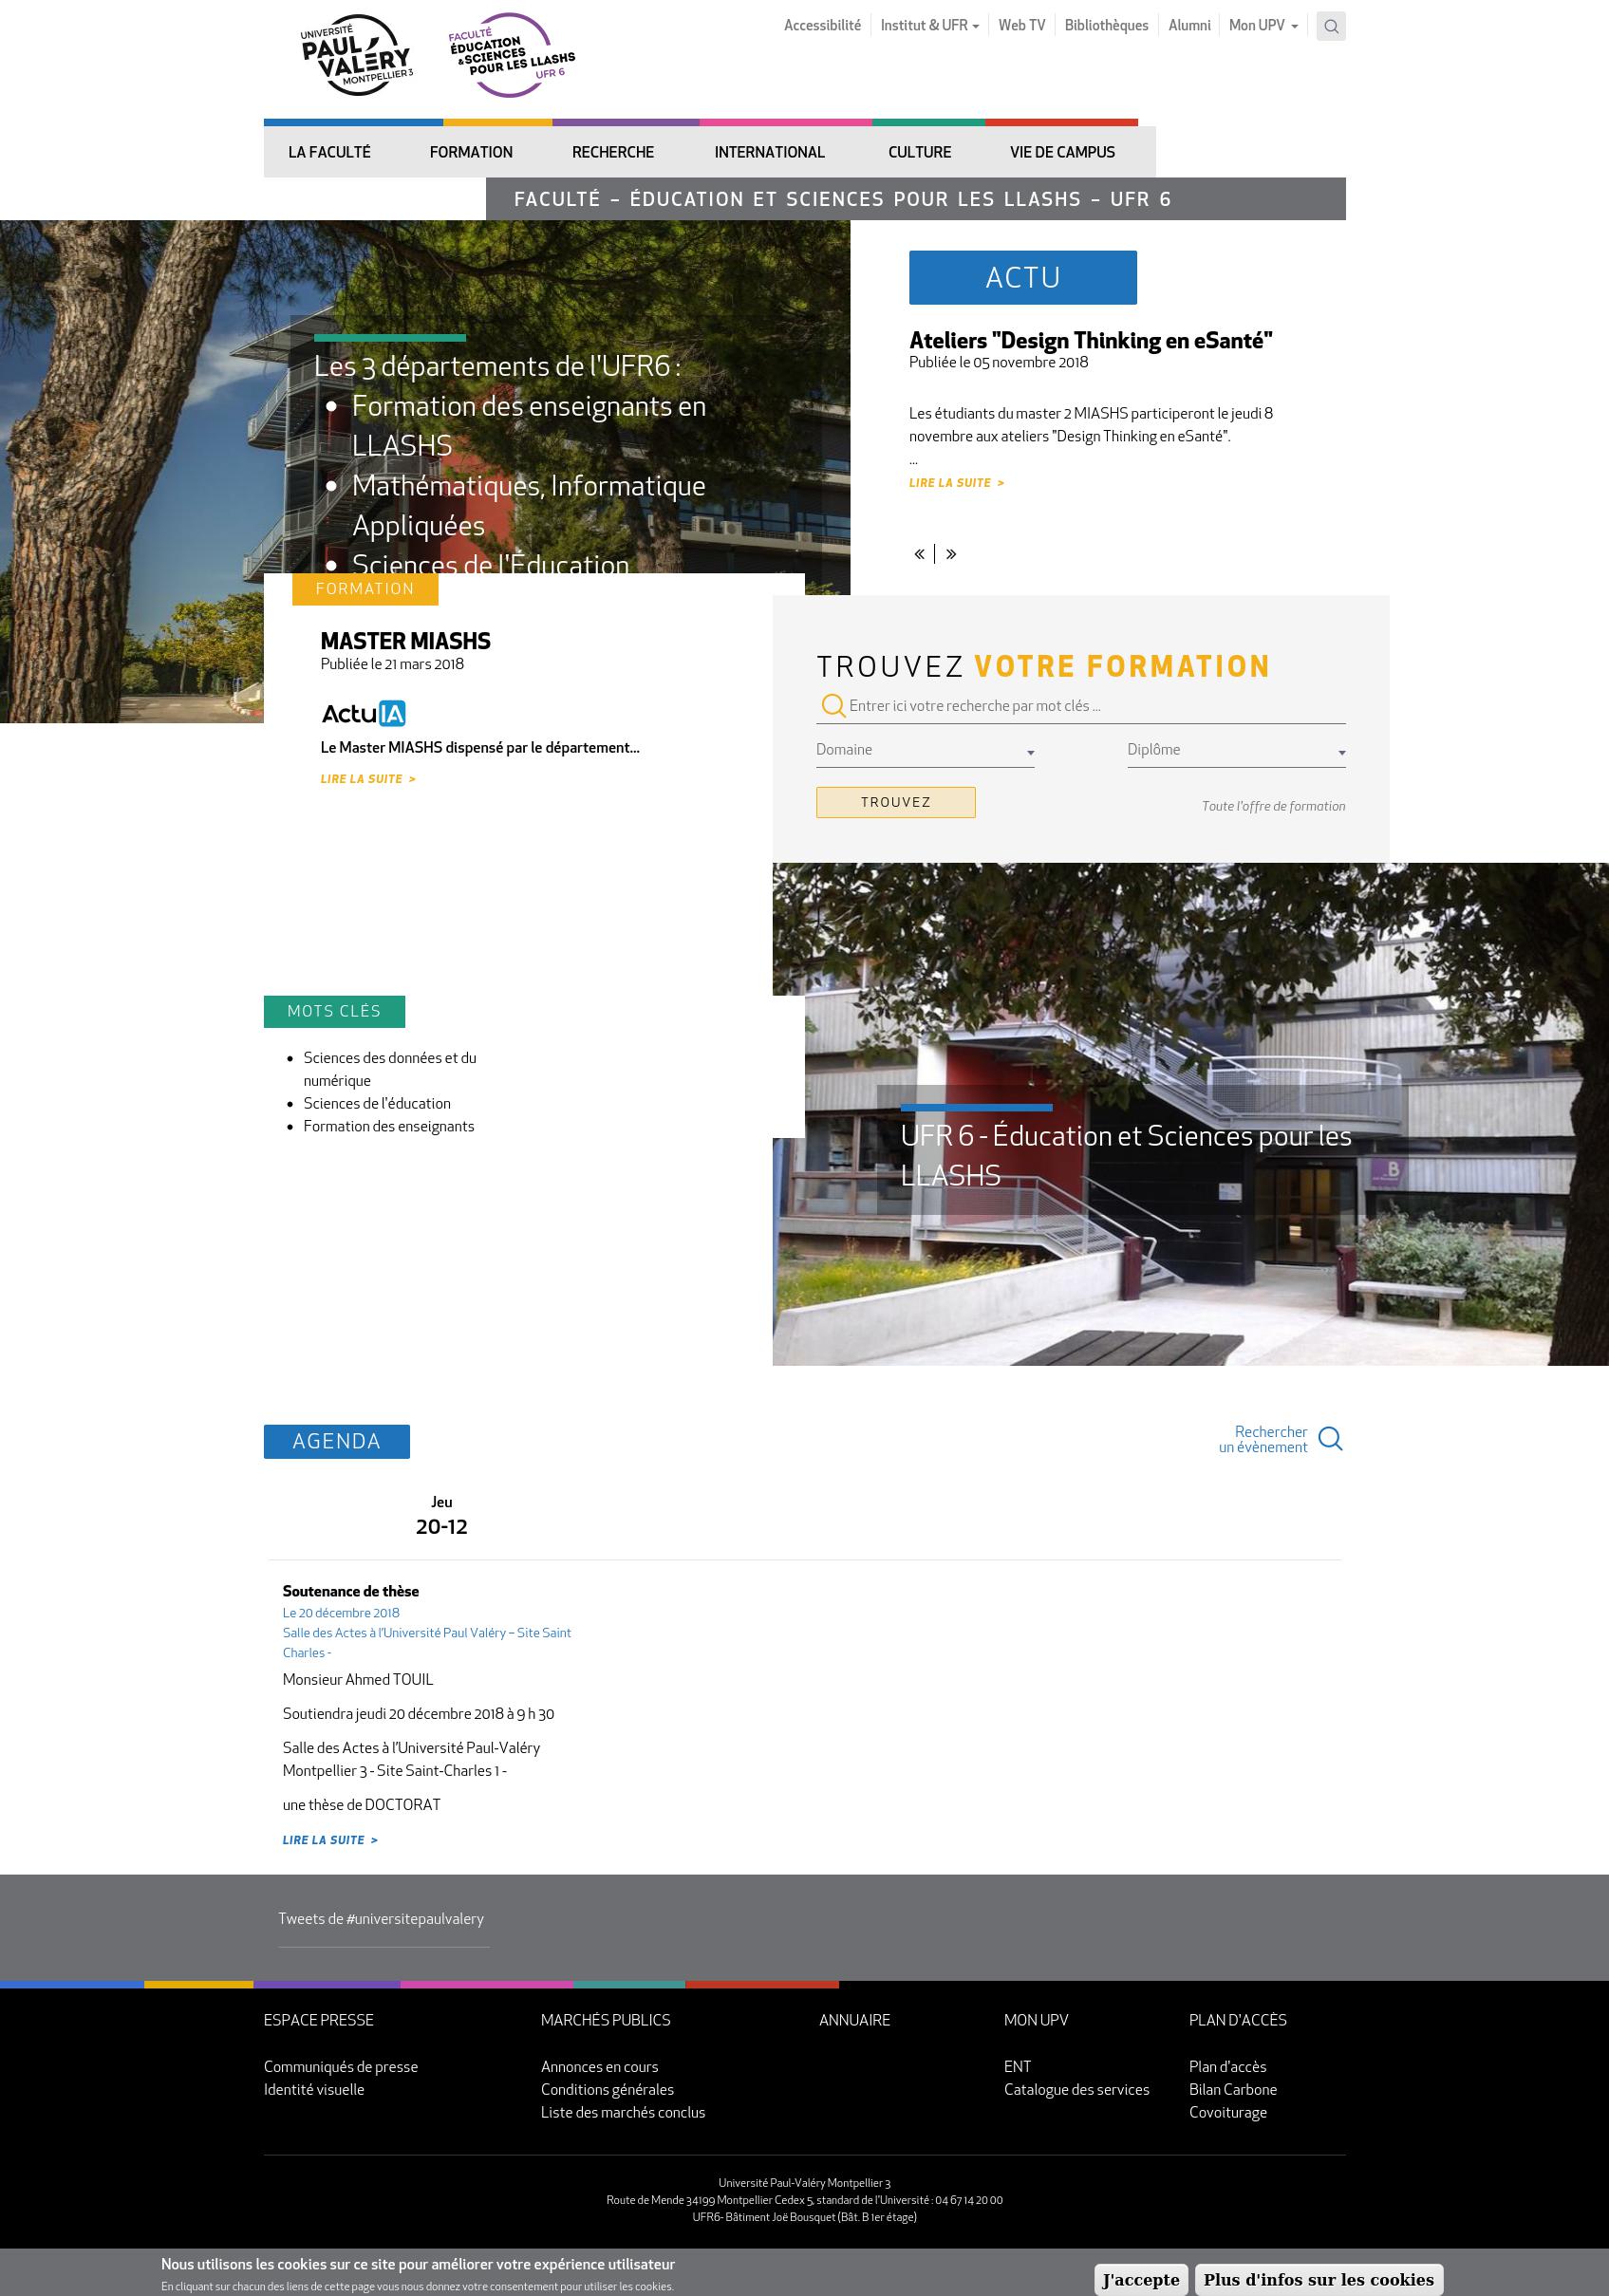 UNIVERSITÉ
PAUL
VALÉRY
MONTPELLIER 3
FACULTÉ
ÉDUCATION
& SCIENCES
POUR LES LLASHS
UFR 6
Accessibilité
Institut & UFR
Web TV
Bibliothèques
Alumni
Mon UPV
LA FACULTÉ
FORMATION
RECHERCHE
INTERNATIONAL
CULTURE
VIE DE CAMPUS
FACULTÉ – ÉDUCATION ET SCIENCES POUR LES LLASHS – UFR 6
Les 3 départements de l'UFR6 :
Formation des enseignants en
LLASHS
Mathématiques, Informatique
Appliquées
Sciences de l'Éducation
ACTU
Ateliers "Design Thinking en eSanté"
Publiée le 05 novembre 2018
Les étudiants du master 2 MIASHS participeront le jeudi 8
novembre aux ateliers "Design Thinking en eSanté".
...
LIRE LA SUITE >
FORMATION
MASTER MIASHS
Publiée le 21 mars 2018
ActuIA
Le Master MIASHS dispensé par le département...
LIRE LA SUITE >
TROUVEZ VOTRE FORMATION
Entrer ici votre recherche par mot clés ...
Domaine
Diplôme
TROUVEZ
Toute l'offre de formation
MOTS CLÉS
Sciences des données et du
numérique
Sciences de l'éducation
Formation des enseignants
B
UFR 6 - Éducation et Sciences pour les
LLASHS
AGENDA
Rechercher
un évènement
Jeu
20-12
Soutenance de thèse
Le 20 décembre 2018
Salle des Actes à l'Université Paul Valéry – Site Saint
Charles -
Monsieur Ahmed TOUIL
Soutiendra jeudi 20 décembre 2018 à 9 h 30
Salle des Actes à l'Université Paul-Valéry
Montpellier 3 - Site Saint-Charles 1 -
une thèse de DOCTORAT
LIRE LA SUITE >
Tweets de #universitepaulvalery
ESPACE PRESSE
Communiqués de presse
Identité visuelle
MARCHÉS PUBLICS
Annonces en cours
Conditions générales
Liste des marchés conclus
ANNUAIRE
MON UPV
ENT
Catalogue des services
PLAN D'ACCÈS
Plan d'accès
Bilan Carbone
Covoiturage
Université Paul-Valéry Montpellier 3
Route de Mende 34199 Montpellier Cedex 5, standard de l'Université : 04 67 14 20 00
UFR6- Bâtiment Joë Bousquet (Bât. B 1er étage)
Nous utilisons les cookies sur ce site pour améliorer votre expérience utilisateur
En cliquant sur chacun des liens de cette page vous nous donnez votre consentement pour utiliser les cookies.
J'accepte
Plus d'infos sur les cookies